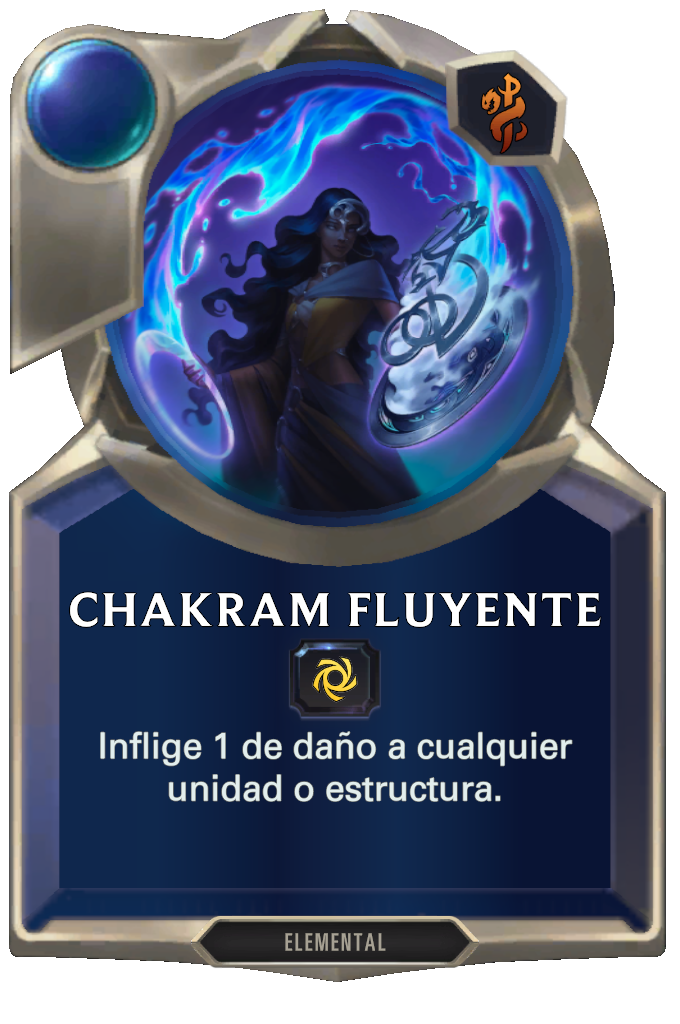 CHAKRAM FLUYENTE
Inflige 1 de daño a cualquier
unidad o estructura.
ELEMENTAL